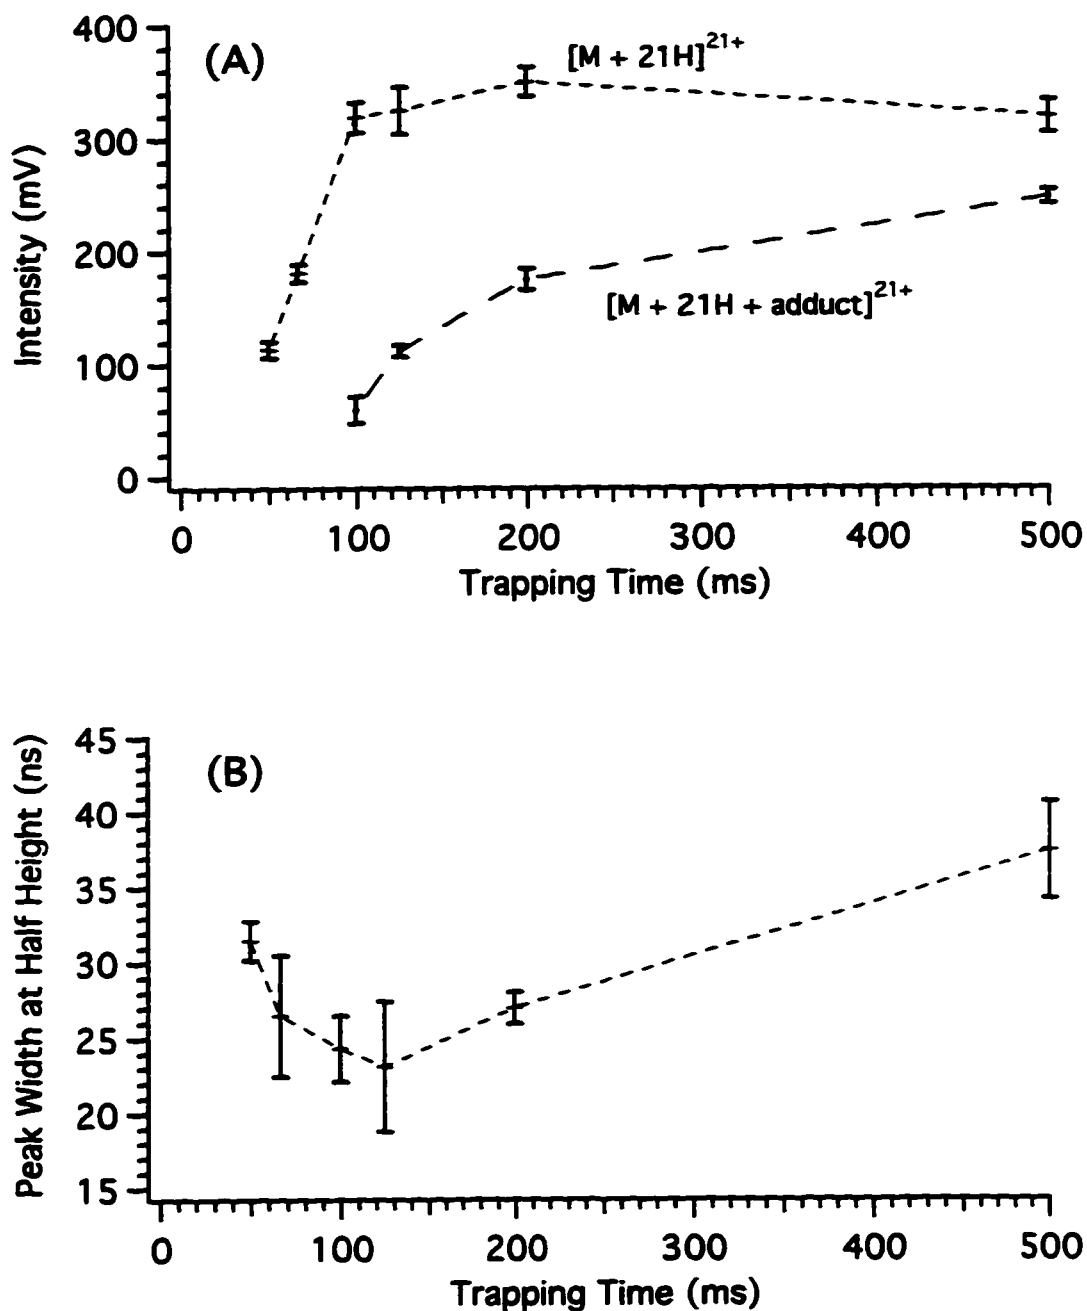 (A)
[M + 21H]²¹⁺
[M + 21H + adduct]²¹⁺
Intensity (mV)
400
300
200
100
0
0 100 200 300 400 500
Trapping Time (ms)
(B)
Peak Width at Half Height (ns)
45
40
35
30
25
20
15
0 100 200 300 400 500
Trapping Time (ms)